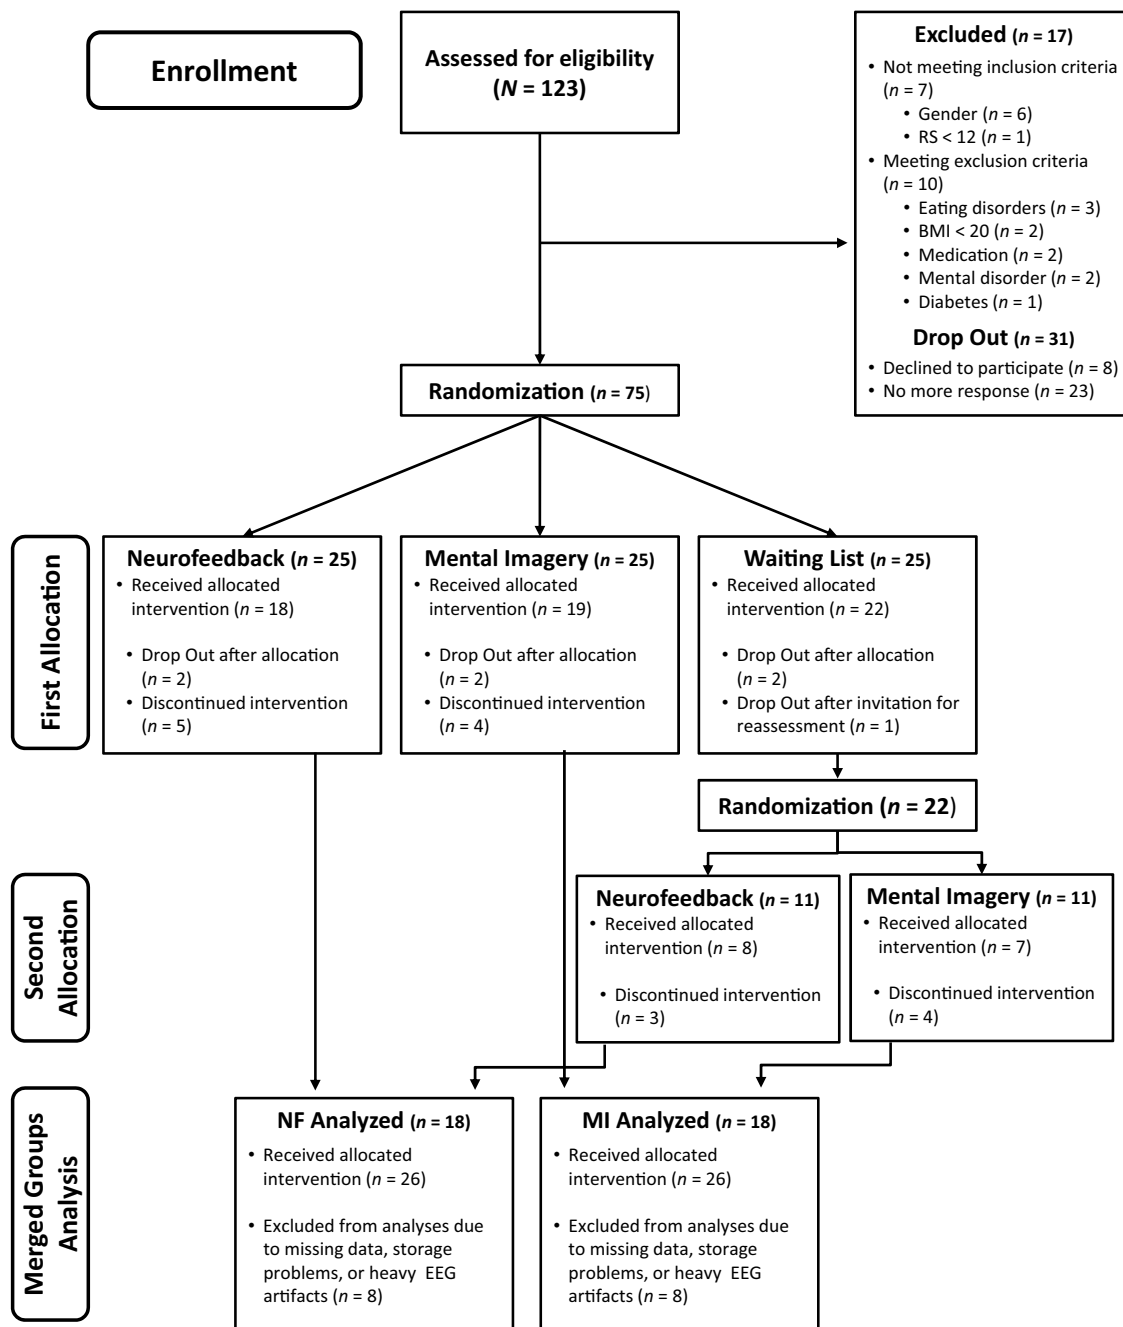 Enrollment
Assessed for eligibility
(N = 123)
Excluded (n = 17)
• Not meeting inclusion criteria
(n = 7)
• Gender (n = 6)
• RS < 12 (n = 1)
• Meeting exclusion criteria
(n = 10)
• Eating disorders (n = 3)
• BMI < 20 (n = 2)
• Medication (n = 2)
• Mental disorder (n = 2)
• Diabetes (n = 1)
Drop Out (n = 31)
• Declined to participate (n = 8)
• No more response (n = 23)
Randomization (n = 75)
First Allocation
Neurofeedback (n = 25)
• Received allocated
intervention (n = 18)
• Drop Out after allocation
(n = 2)
• Discontinued intervention
(n = 5)
Mental Imagery (n = 25)
• Received allocated
intervention (n = 19)
• Drop Out after allocation
(n = 2)
• Discontinued intervention
(n = 4)
Waiting List (n = 25)
• Received allocated
intervention (n = 22)
• Drop Out after allocation
(n = 2)
• Drop Out after invitation for
reassessment (n = 1)
Randomization (n = 22)
Second
Allocation
Neurofeedback (n = 11)
• Received allocated
intervention (n = 8)
• Discontinued intervention
(n = 3)
Mental Imagery (n = 11)
• Received allocated
intervention (n = 7)
• Discontinued intervention
(n = 4)
Merged Groups
Analysis
NF Analyzed (n = 18)
• Received allocated
intervention (n = 26)
• Excluded from analyses due
to missing data, storage
problems, or heavy EEG
artifacts (n = 8)
MI Analyzed (n = 18)
• Received allocated
intervention (n = 26)
• Excluded from analyses due
to missing data, storage
problems, or heavy EEG
artifacts (n = 8)